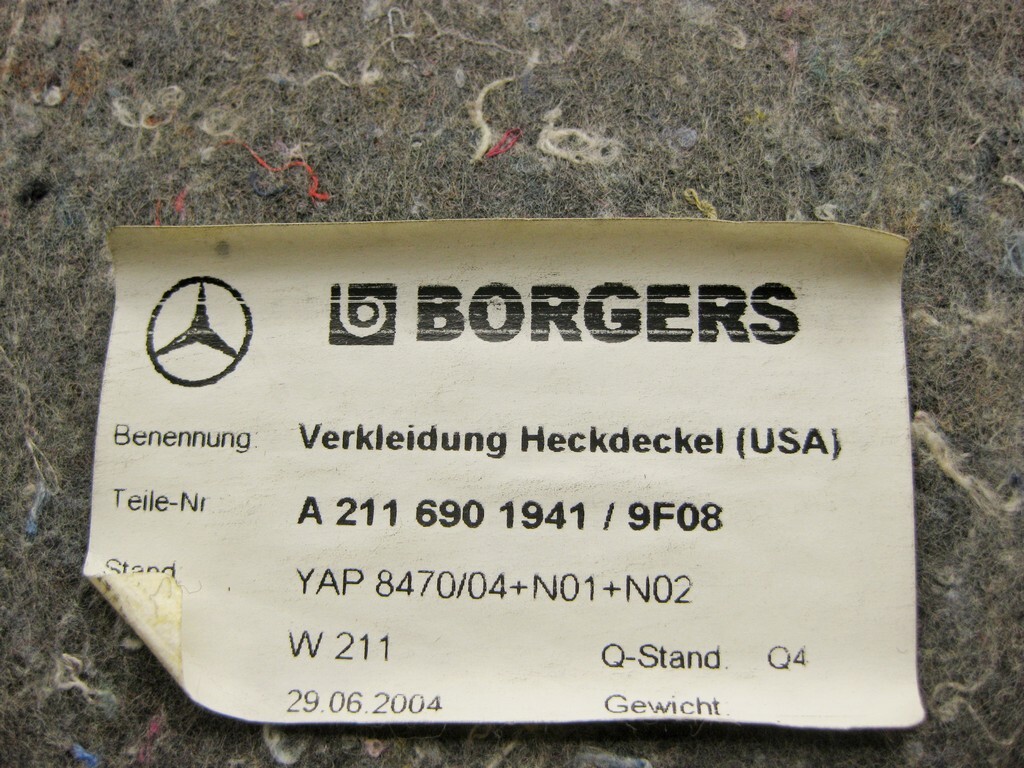 BORGERS
Benennung: Verkleidung Heckdeckel (USA)
Teile-Nr A 211 690 1941 / 9F08
Stand YAP 8470/04+N01+N02
W 211 Q-Stand. Q4
29.06.2004 Gewicht.